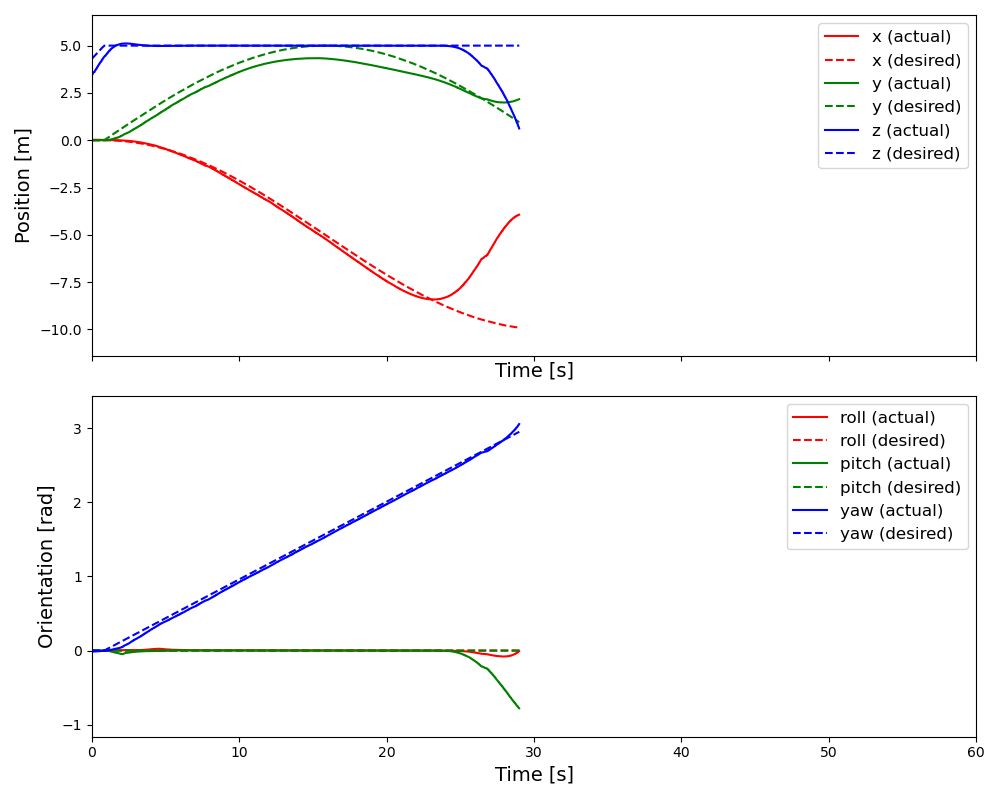 Position [m]
5.0
2.5
0.0
−2.5
−5.0
−7.5
−10.0
x (actual)
x (desired)
y (actual)
y (desired)
z (actual)
z (desired)
Time [s]
Orientation [rad]
3
2
1
0
−1
roll (actual)
roll (desired)
pitch (actual)
pitch (desired)
yaw (actual)
yaw (desired)
0 10 20 30 40 50 60
Time [s]